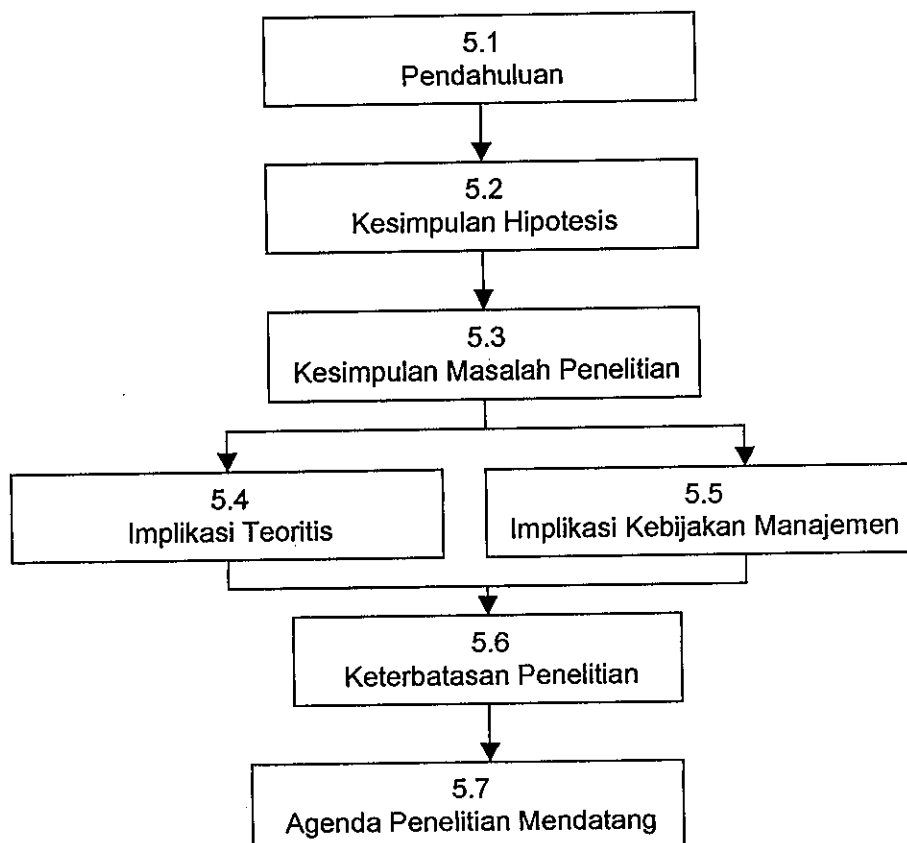 5.1
Pendahuluan
5.2
Kesimpulan Hipotesis
5.3
Kesimpulan Masalah Penelitian
5.4
Implikasi Teoritis
5.5
Implikasi Kebijakan Manajemen
5.6
Keterbatasan Penelitian
5.7
Agenda Penelitian Mendatang